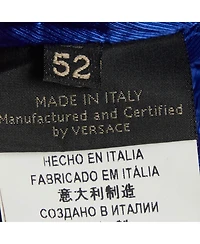 52
MADE IN ITALY
Manufactured and Certified
by VERSACE
HECHO EN ITALIA
FABRICADO EM ITÁLIA
意大利制造
СОЗДАНО В ИТАЛИИ